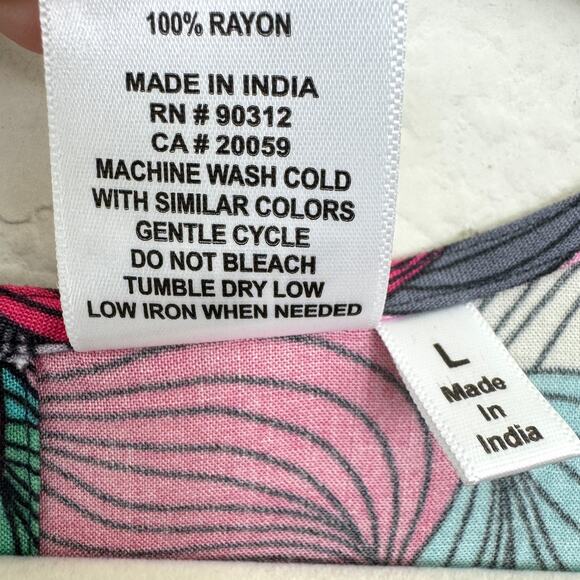 100% RAYON
MADE IN INDIA
RN # 90312
CA # 20059
MACHINE WASH COLD
WITH SIMILAR COLORS
GENTLE CYCLE
DO NOT BLEACH
TUMBLE DRY LOW
LOW IRON WHEN NEEDED
L
Made
In
India